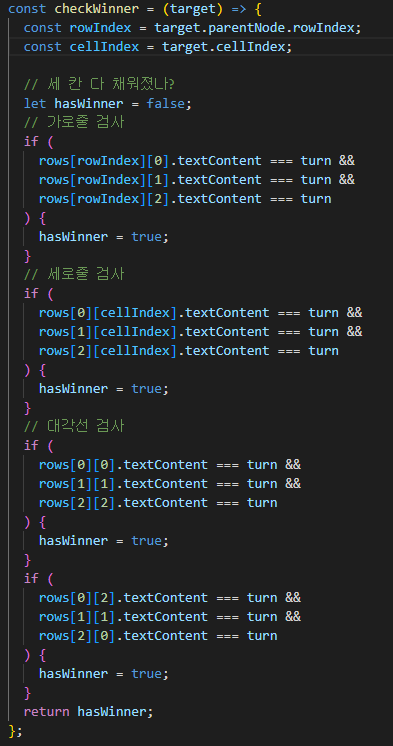 const checkWinner = (target) => {
  const rowIndex = target.parentNode.rowIndex;
  const cellIndex = target.cellIndex;

  // 세 칸 다 채워졌나?
  let hasWinner = false;
  // 가로줄 검사
  if (
    rows[rowIndex][0].textContent === turn &&
    rows[rowIndex][1].textContent === turn &&
    rows[rowIndex][2].textContent === turn
  ) {
    hasWinner = true;
  }
  // 세로줄 검사
  if (
    rows[0][cellIndex].textContent === turn &&
    rows[1][cellIndex].textContent === turn &&
    rows[2][cellIndex].textContent === turn
  ) {
    hasWinner = true;
  }
  // 대각선 검사
  if (
    rows[0][0].textContent === turn &&
    rows[1][1].textContent === turn &&
    rows[2][2].textContent === turn
  ) {
    hasWinner = true;
  }
  if (
    rows[0][2].textContent === turn &&
    rows[1][1].textContent === turn &&
    rows[2][0].textContent === turn
  ) {
    hasWinner = true;
  }
  return hasWinner;
};